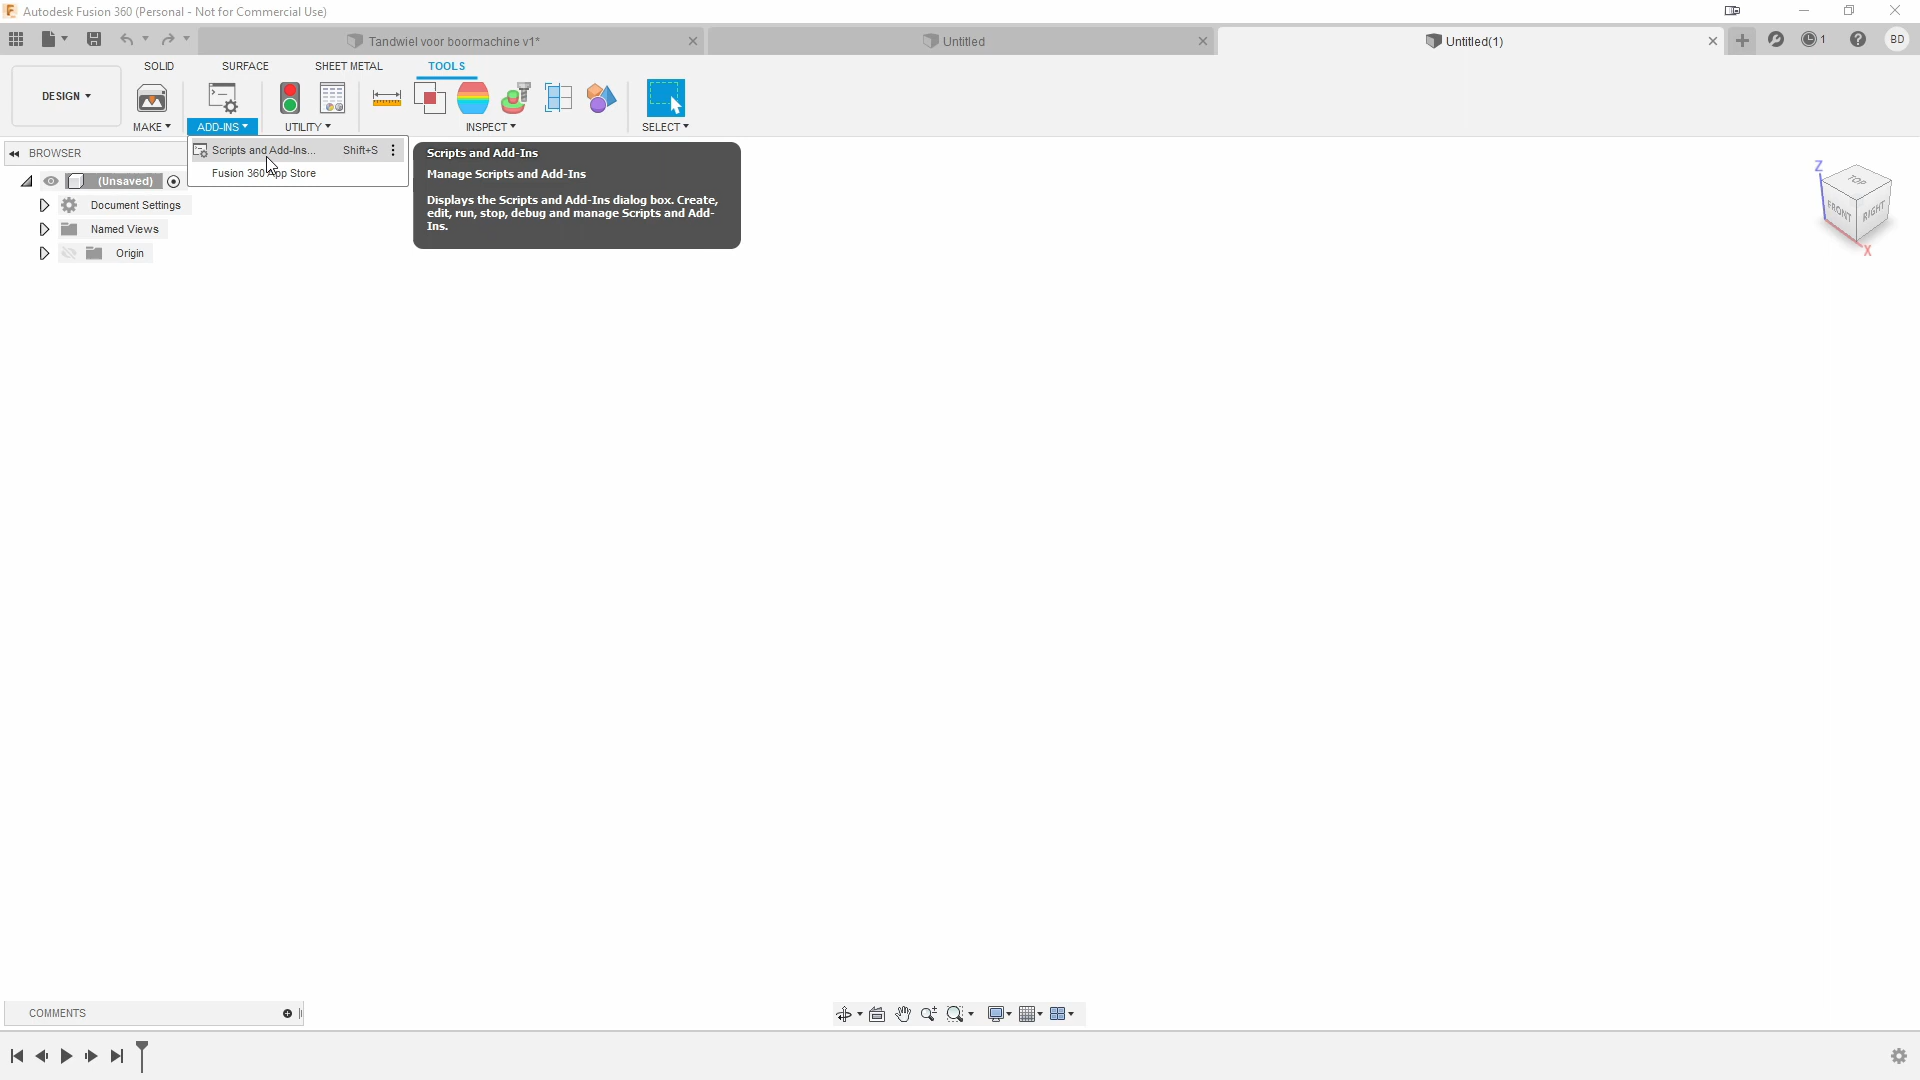 Autodesk Fusion 360 (Personal - Not for Commercial Use)
Tandwiel voor boormachine v1*
Untitled
Untitled(1)
1
BD
SOLID
SURFACE
SHEET METAL
TOOLS
DESIGN
MAKE
ADD-INS
UTILITY
INSPECT
SELECT
BROWSER
Scripts and Add-Ins... Shift+S
Fusion 360 App Store
Scripts and Add-Ins
Manage Scripts and Add-Ins
Displays the Scripts and Add-Ins dialog box. Create,
edit, run, stop, debug and manage Scripts and Add-
Ins.
(Unsaved)
Document Settings
Named Views
Origin
Z
TOP
FRONT
RIGHT
X
COMMENTS